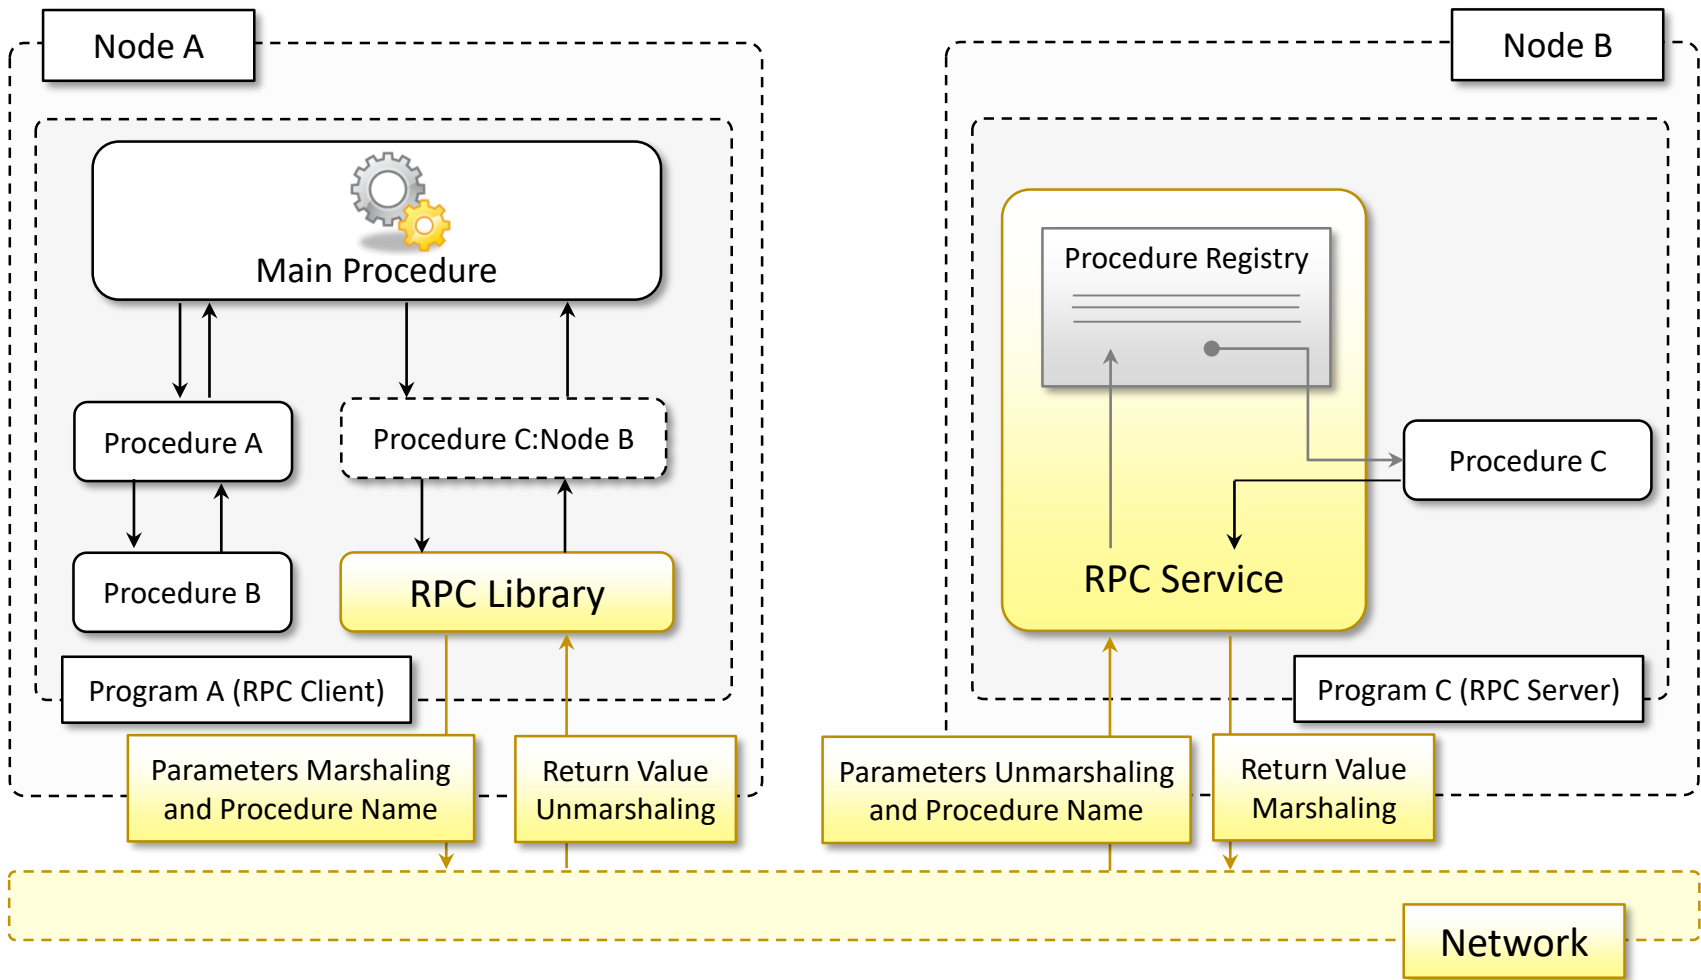 Node A
Node B
Main Procedure
Procedure Registry
Procedure A
Procedure C:Node B
Procedure C
Procedure B
RPC Library
RPC Service
Program A (RPC Client)
Program C (RPC Server)
Parameters Marshaling
and Procedure Name
Return Value
Unmarshaling
Parameters Unmarshaling
and Procedure Name
Return Value
Marshaling
Network